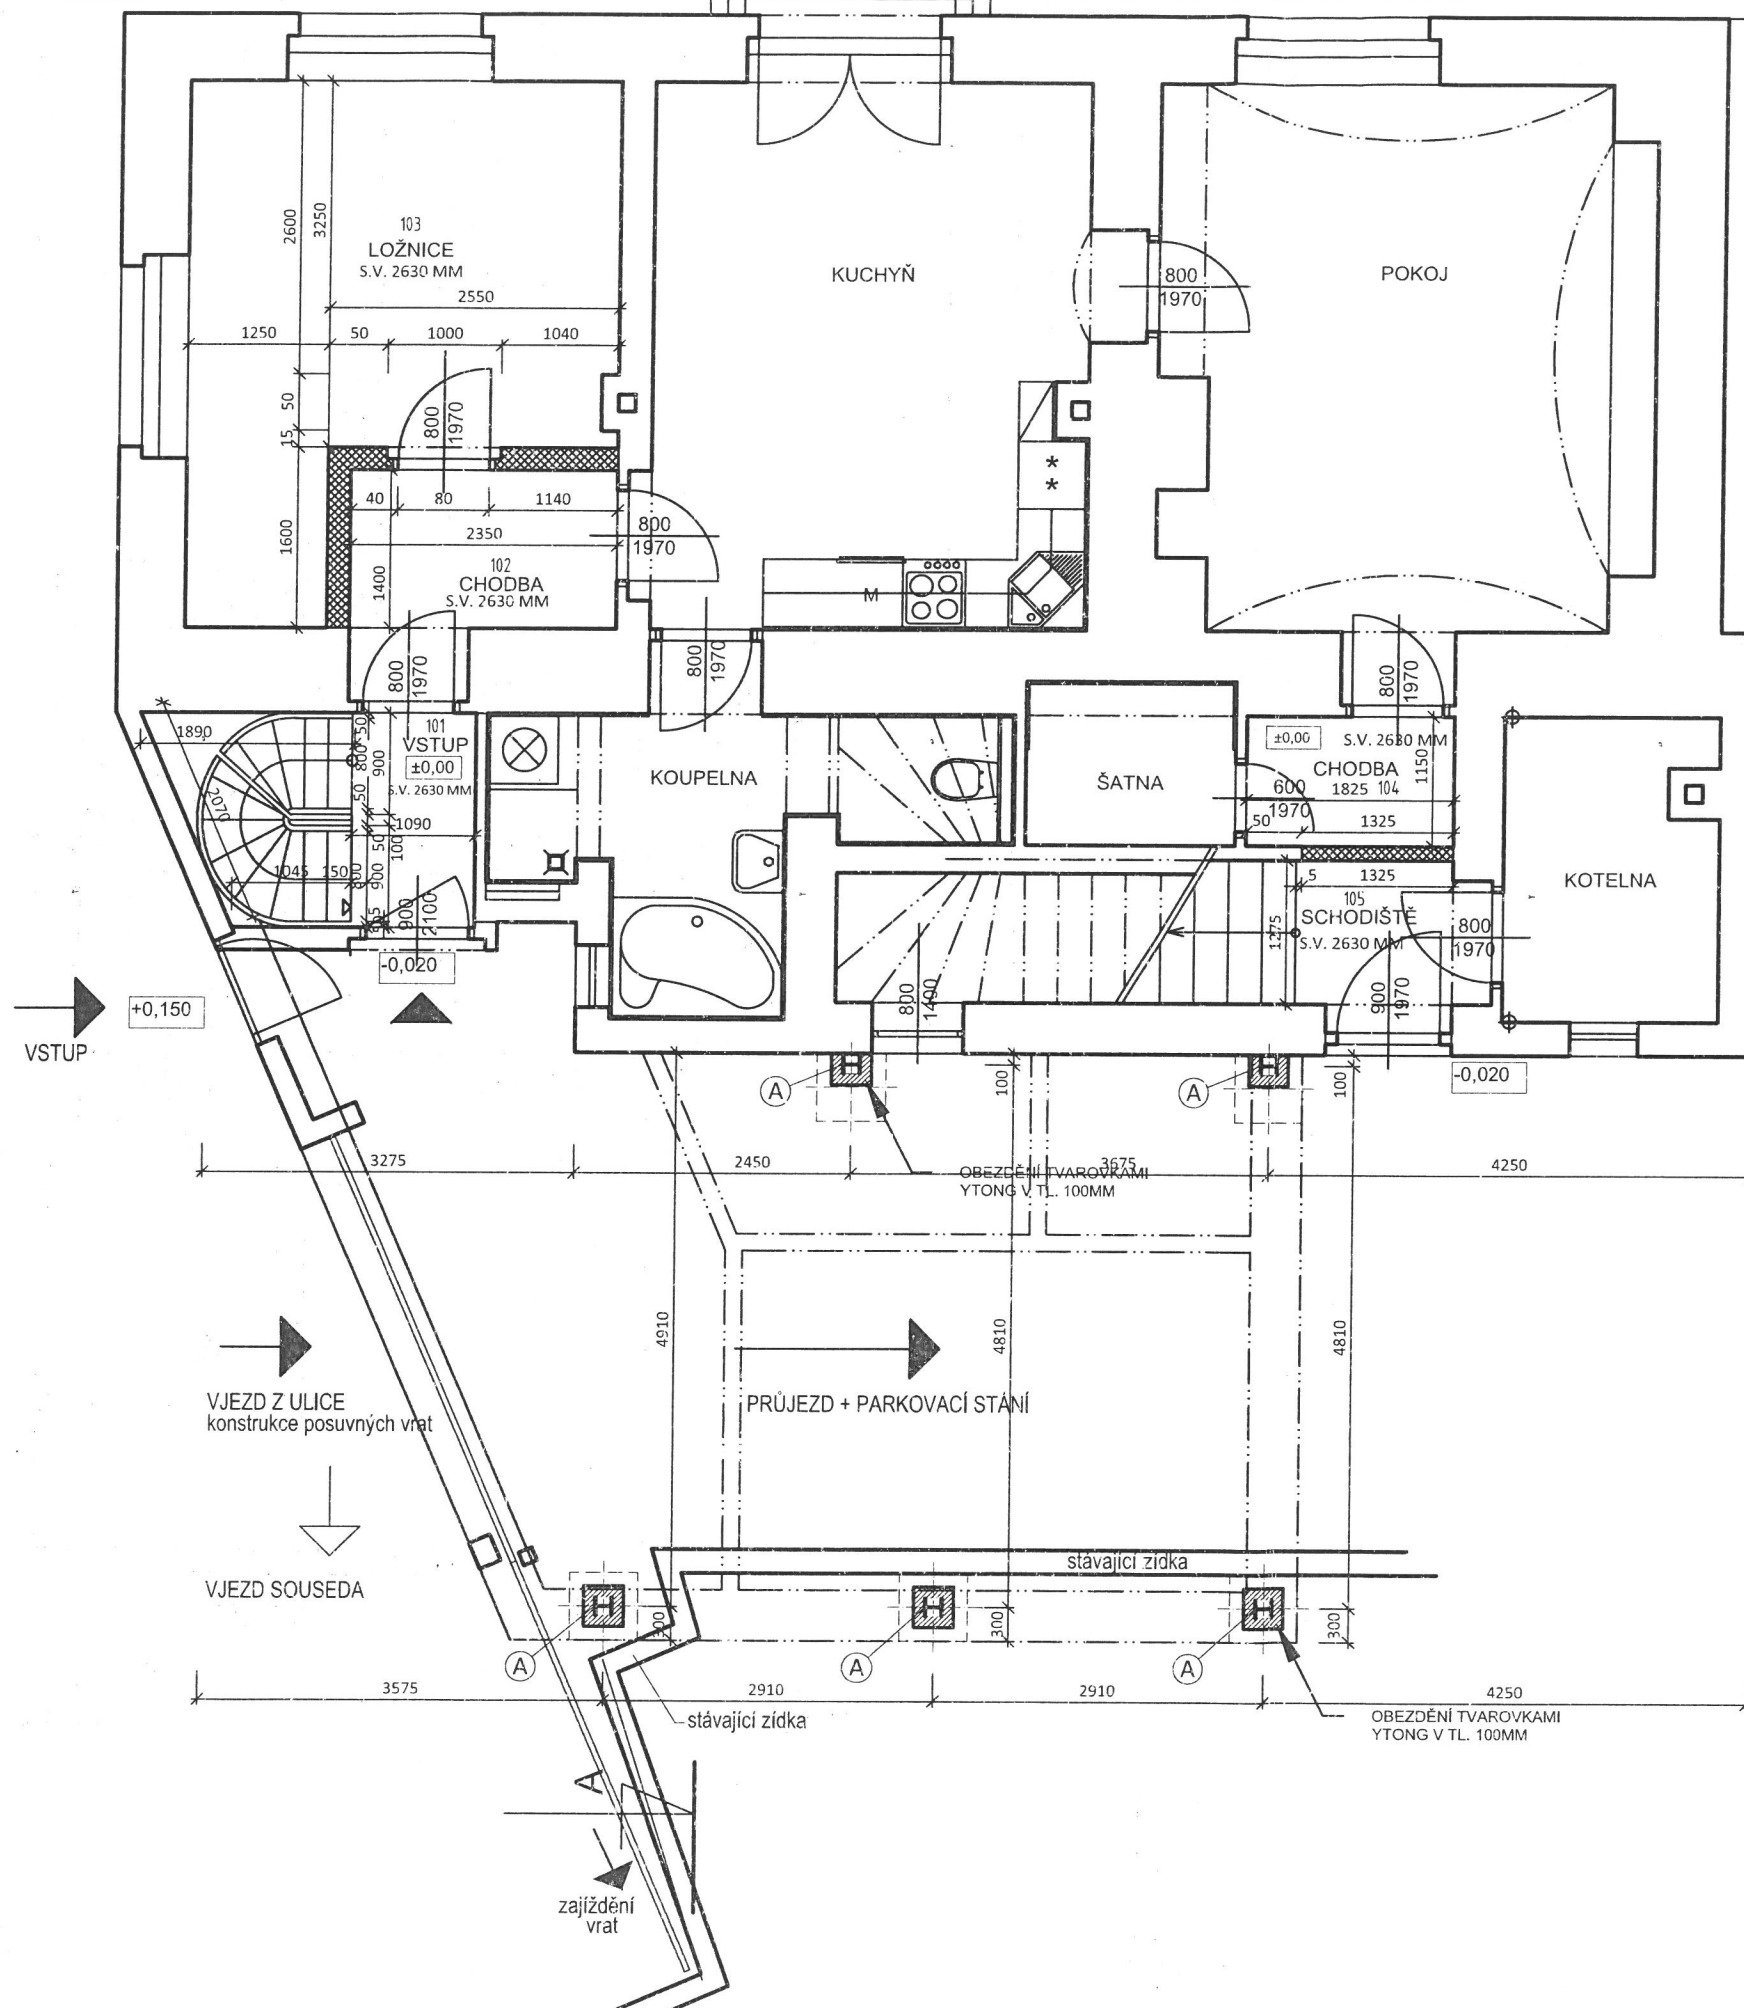 103
LOŽNICE
S.V. 2630 MM
2600
3250
2550
1250
50
1000
1040
50
15
1600
800
1970
KUCHYŇ
800
1970
POKOJ
40
80
1140
2350
1400
102
CHODBA
S.V. 2630 MM
800
1970
M
* *
800
1970
800
1970
800
1970
1890
2070
1045
150
101
VSTUP
±0,00
S.V. 2630 MM
50
800
900
50
1090
50
100
900
900
2100
-0,020
KOUPELNA
ŠATNA
±0,00
S.V. 2630 MM
CHODBA
1825
104
1150
600
1970
50
1325
5
1325
105
SCHODIŠTĚ
S.V. 2630 MM
1275
KOTELNA
800
1970
900
1970
800
1400
-0,020
+0,150
VSTUP
A
100
A
100
3275
2450
3675
4250
OBEZDĚNÍ TVAROVKAMI
YTONG V TL. 100MM
4910
4810
4810
VJEZD Z ULICE
konstrukce posuvných vrat
PRŮJEZD + PARKOVACÍ STÁNÍ
VJEZD SOUSEDA
stávající zídka
300
300
300
A
A
A
3575
2910
2910
4250
stávající zídka
OBEZDĚNÍ TVAROVKAMI
YTONG V TL. 100MM
A
zajíždění
vrat